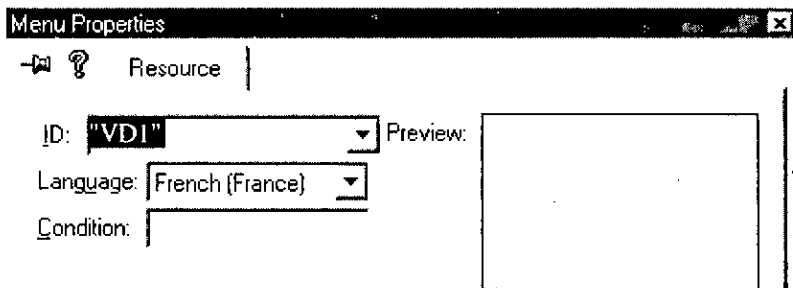 Menu Properties
Resource
ID: "VD1" Preview:
Language: French (France)
Condition: